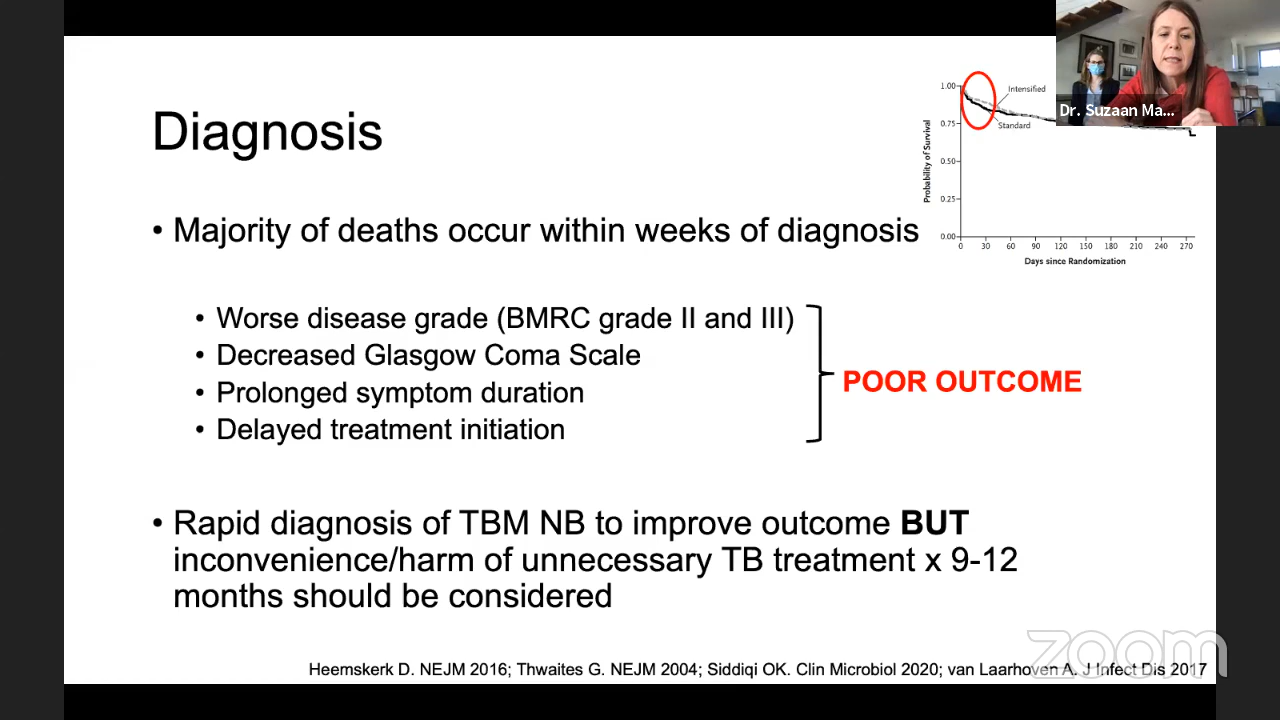 Dr. Suzaan Ma...
Diagnosis
1.00
0.75
0.50
0.25
0.00
Probability of Survival
Intensified
Standard
0 30 60 90 120 150 180 210 240 270
Days since Randomization
• Majority of deaths occur within weeks of diagnosis
• Worse disease grade (BMRC grade II and III)
• Decreased Glasgow Coma Scale
• Prolonged symptom duration
• Delayed treatment initiation
POOR OUTCOME
• Rapid diagnosis of TBM NB to improve outcome BUT
inconvenience/harm of unnecessary TB treatment x 9-12
months should be considered
Heemskerk D. NEJM 2016; Thwaites G. NEJM 2004; Siddiqi OK. Clin Microbiol 2020; van Laarhoven A. J Infect Dis 2017
zoom